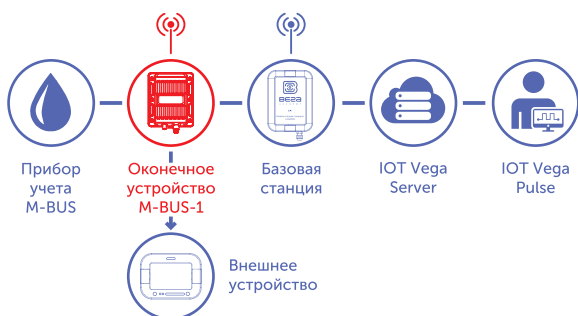 ВЕГА
Прибор
учета
M-BUS
Оконечное
устройство
M-BUS-1
Базовая
станция
IOT Vega
Server
IOT Vega
Pulse
Внешнее
устройство